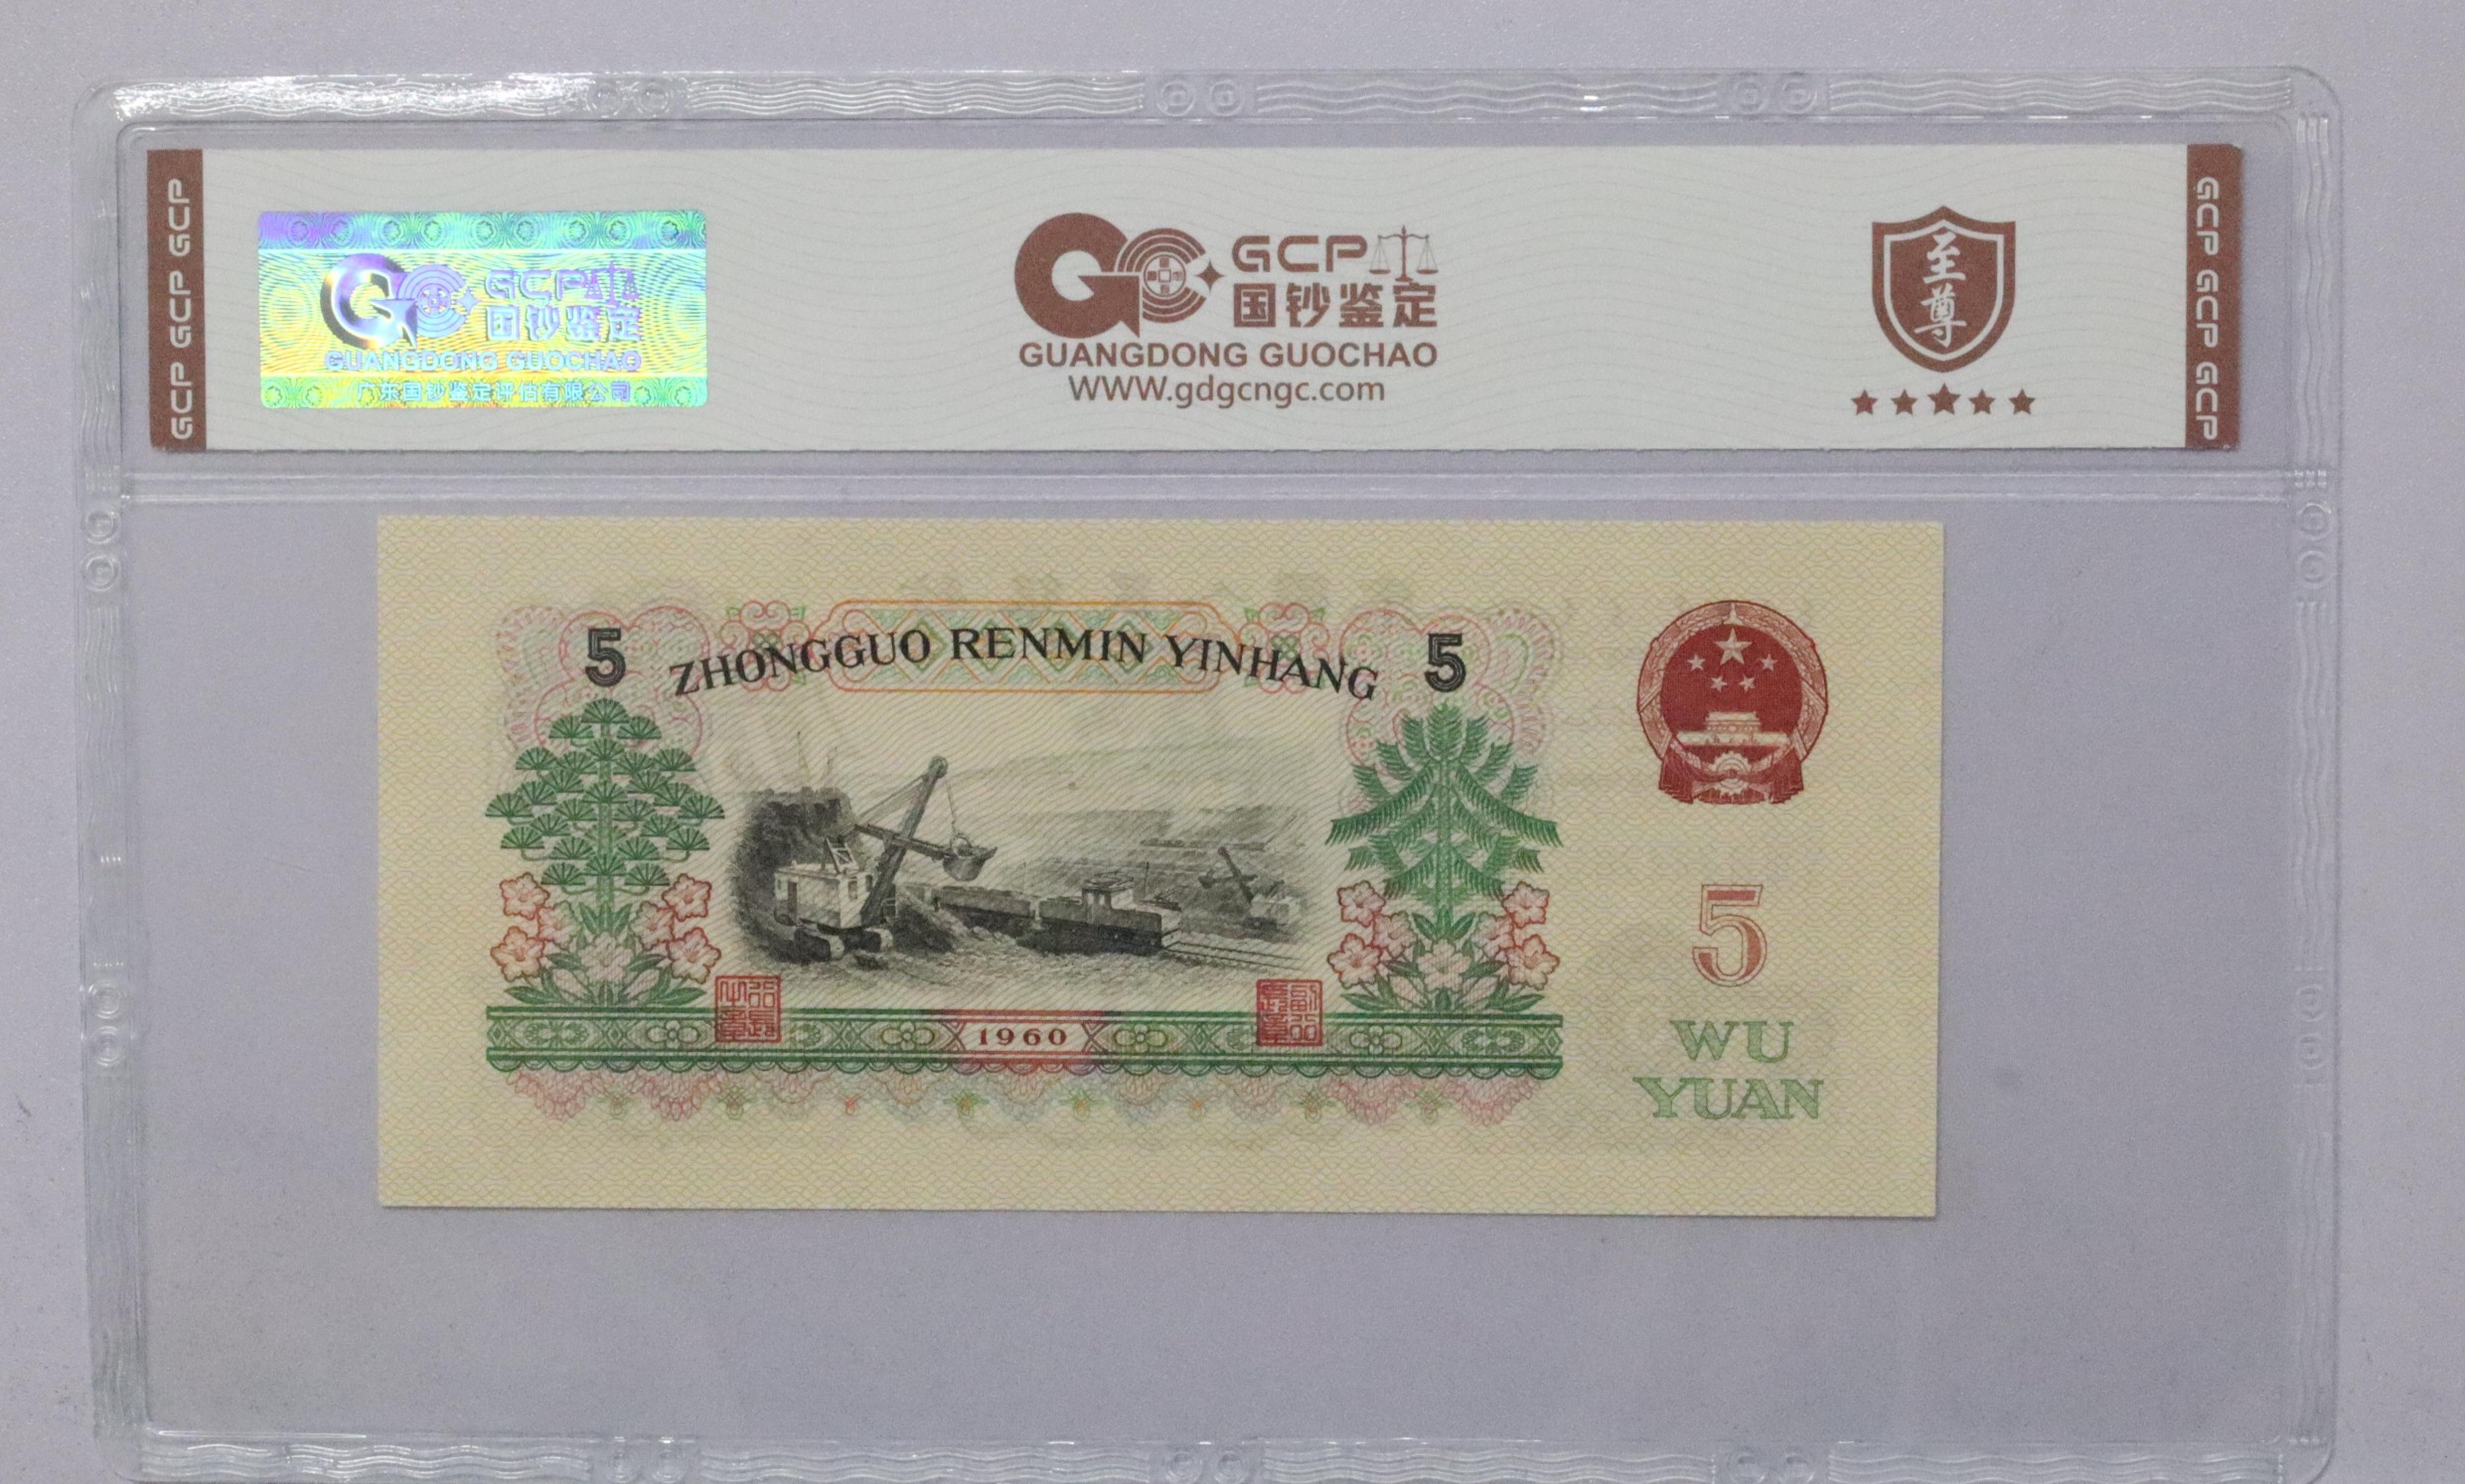 GCP GCP GCP
GCP
国钞鉴定
GUANGDONG GUOCHAO
广东国钞鉴定评估有限公司
GCP
国钞鉴定
GUANGDONG GUOCHAO
WWW.gdgcngc.com
至尊
GCP GCP GCP
5 ZHONGGUO RENMIN YINHANG 5
1960
5
WU
YUAN